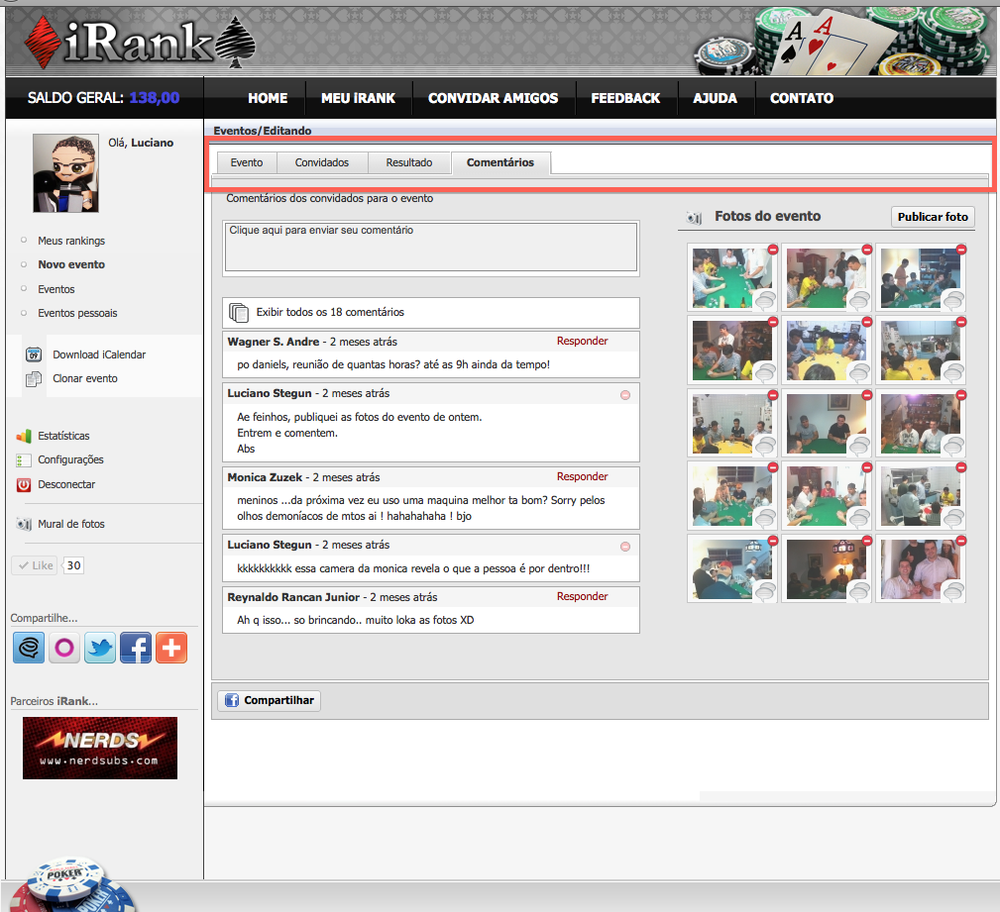 iRank
A A
SALDO GERAL: 138,00
HOME
MEU iRANK
CONVIDAR AMIGOS
FEEDBACK
AJUDA
CONTATO
Olá, Luciano
Meus rankings
Novo evento
Eventos
Eventos pessoais
09
Download iCalendar
Clonar evento
Estatísticas
Configurações
Desconectar
Mural de fotos
Like 30
Compartilhe...
Parceiros iRank...
NERDS
www.nerdsubs.com
POKER
POKER
Eventos/Editando
Evento
Convidados
Resultado
Comentários
Comentários dos convidados para o evento
Clique aqui para enviar seu comentário
Exibir todos os 18 comentários
Wagner S. Andre - 2 meses atrás Responder
po daniels, reunião de quantas horas? até as 9h ainda da tempo!
Luciano Stegun - 2 meses atrás
Ae feinhos, publiquei as fotos do evento de ontem.
Entrem e comentem.
Abs
Monica Zuzek - 2 meses atrás Responder
meninos ...da próxima vez eu uso uma maquina melhor ta bom? Sorry pelos
olhos demoníacos de mtos ai ! hahahahaha ! bjo
Luciano Stegun - 2 meses atrás
kkkkkkkkkk essa camera da monica revela o que a pessoa é por dentro!!!
Reynaldo Rancan Junior - 2 meses atrás Responder
Ah q isso... so brincando.. muito loka as fotos XD
Fotos do evento
Publicar foto
Compartilhar